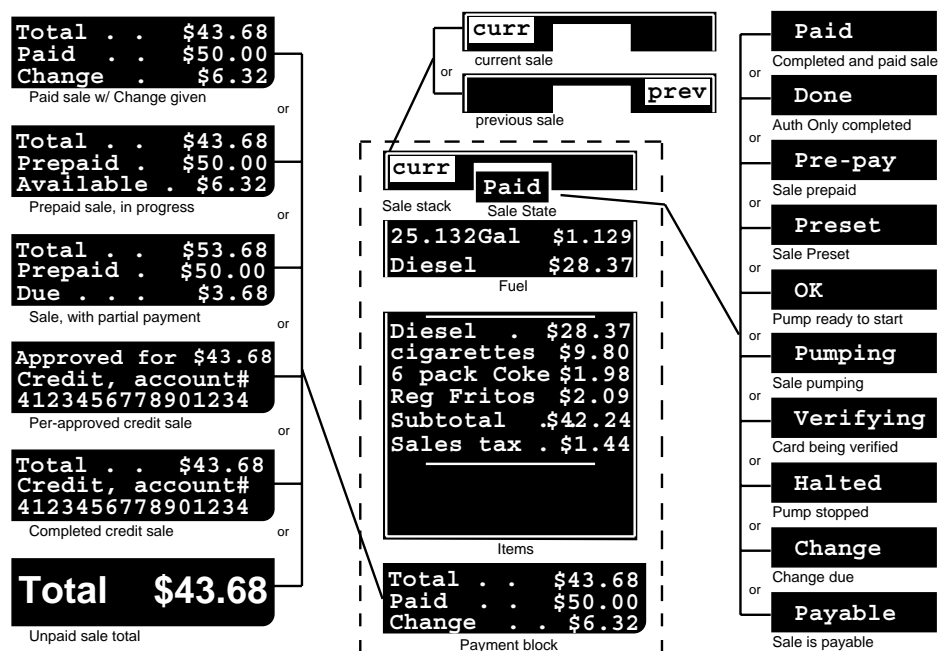 Total . . $43.68
Paid . . $50.00
Change . $6.32
Paid sale w/ Change given
or
Total . . $43.68
Prepaid . $50.00
Available . $6.32
Prepaid sale, in progress
or
Total . . $53.68
Prepaid . $50.00
Due . . . $3.68
Sale, with partial payment
or
Approved for $43.68
Credit, account#
4123456778901234
Per-approved credit sale
or
Total . . $43.68
Credit, account#
4123456778901234
Completed credit sale
or
Total $43.68
Unpaid sale total
curr
current sale
or
prev
previous sale
curr
Paid
Sale stack
Sale State
25.132Gal $1.129
Diesel $28.37
Fuel
Diesel . $28.37
cigarettes $9.80
6 pack Coke $1.98
Reg Fritos $2.09
Subtotal .$42.24
Sales tax . $1.44
Items
Total . . $43.68
Paid . . $50.00
Change . . $6.32
Payment block
Paid
Completed and paid sale
or
Done
Auth Only completed
or
Pre-pay
Sale prepaid
or
Preset
Sale Preset
or
OK
Pump ready to start
or
Pumping
Sale pumping
or
Verifying
Card being verified
or
Halted
Pump stopped
or
Change
Change due
or
Payable
Sale is payable